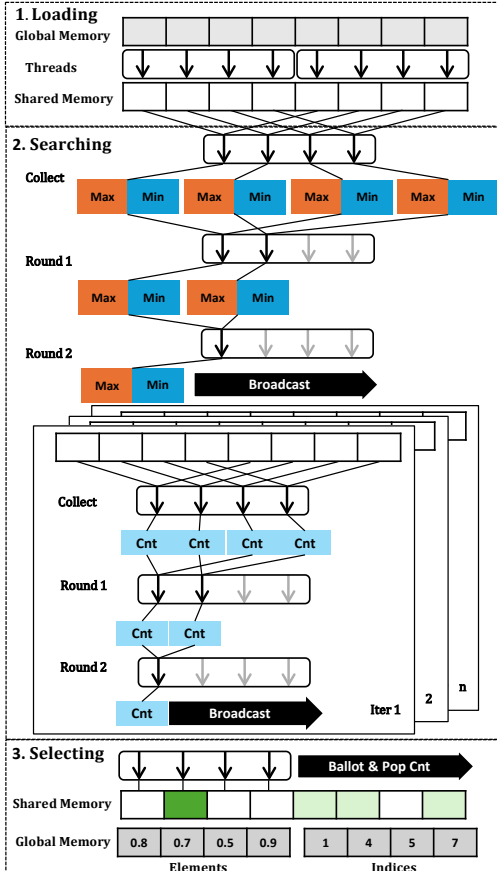 1. Loading
Global Memory
Threads
Shared Memory
2. Searching
Collect
Max Min Max Min Max Min Max Min
Round 1
Max Min Max Min
Round 2
Max Min Broadcast
Collect
Cnt Cnt Cnt Cnt
Round 1
Cnt Cnt
Round 2
Cnt Broadcast
Iter 1
2
n
3. Selecting
Ballot & Pop Cnt
Shared Memory
Global Memory 0.8 0.7 0.5 0.9 1 4 5 7
Elements Indices